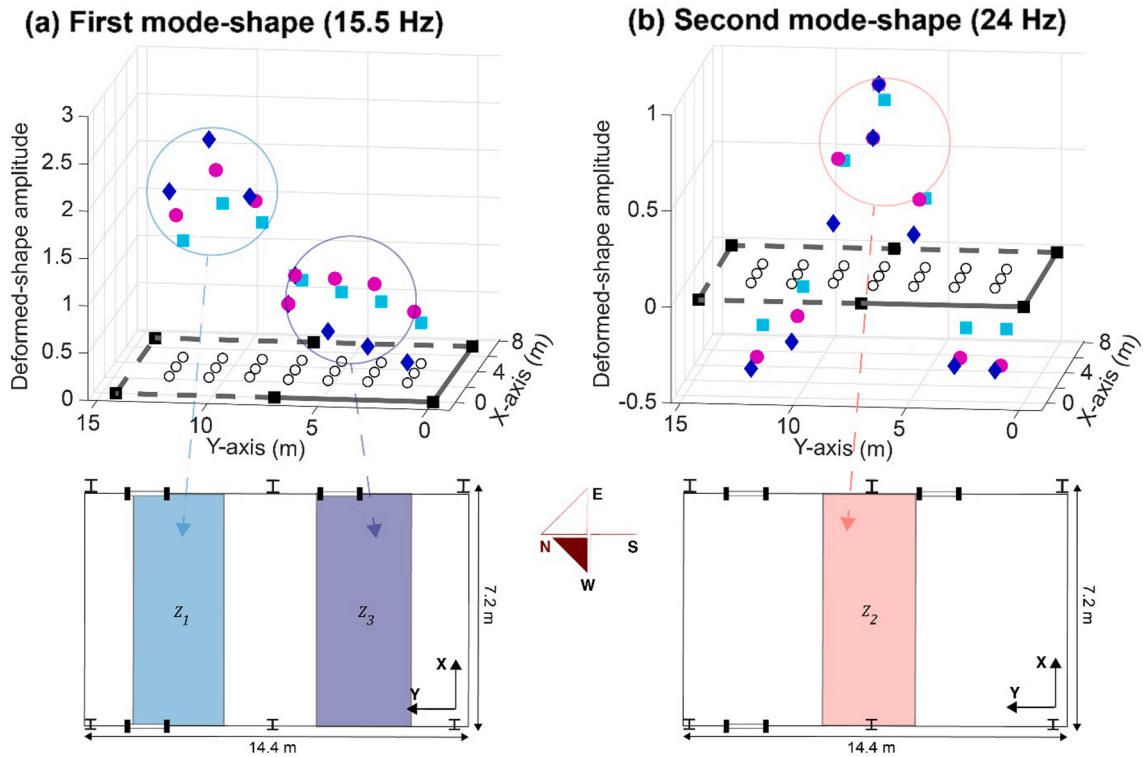 (a) First mode-shape (15.5 Hz)
(b) Second mode-shape (24 Hz)
Deformed-shape amplitude
3
2.5
2
1.5
1
0.5
0
15
10
5
0
Y-axis (m)
8
4
0
X-axis (m)
Deformed-shape amplitude
1
0.5
0
-0.5
15
10
5
0
Y-axis (m)
8
4
0
X-axis (m)
Z1
Z3
X
Y
7.2 m
14.4 m
E
N
S
W
Z2
X
Y
7.2 m
14.4 m